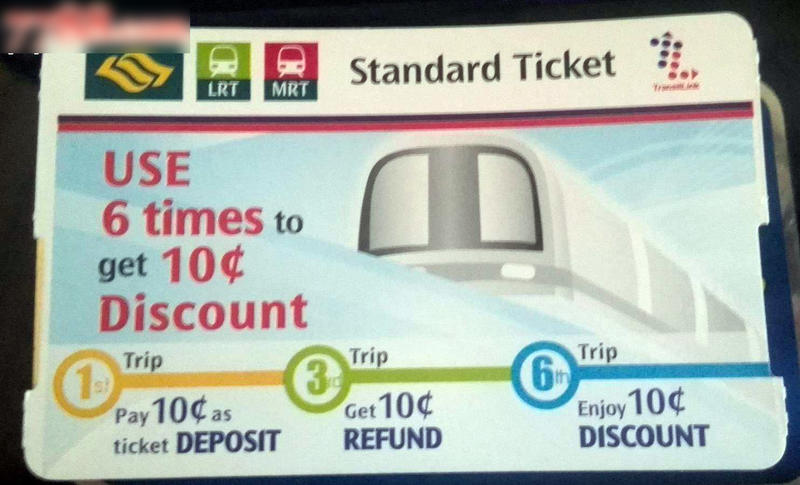 LRT
MRT
Standard Ticket
TransitLink
USE
6 times to
get 10¢
Discount
1st
Trip
Pay 10¢ as
ticket DEPOSIT
3rd
Trip
Get 10¢
REFUND
6th
Trip
Enjoy 10¢
DISCOUNT